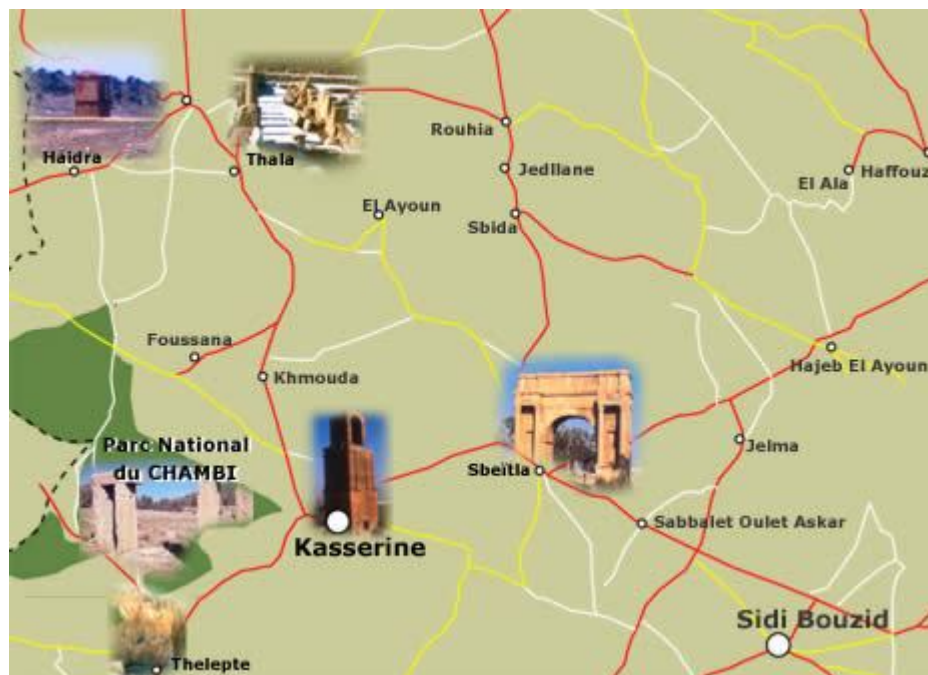 Rouhia
Haidra
Thala
Jedliane
El Ala
Haffouz
El Ayoun
Sbida
Foussana
Khmouda
Hajeb El Ayoun
Parc National
du CHAMBI
Sbeïtla
Jelma
Sabbalet Oulet Askar
Kasserine
Sidi Bouzid
Thelepte